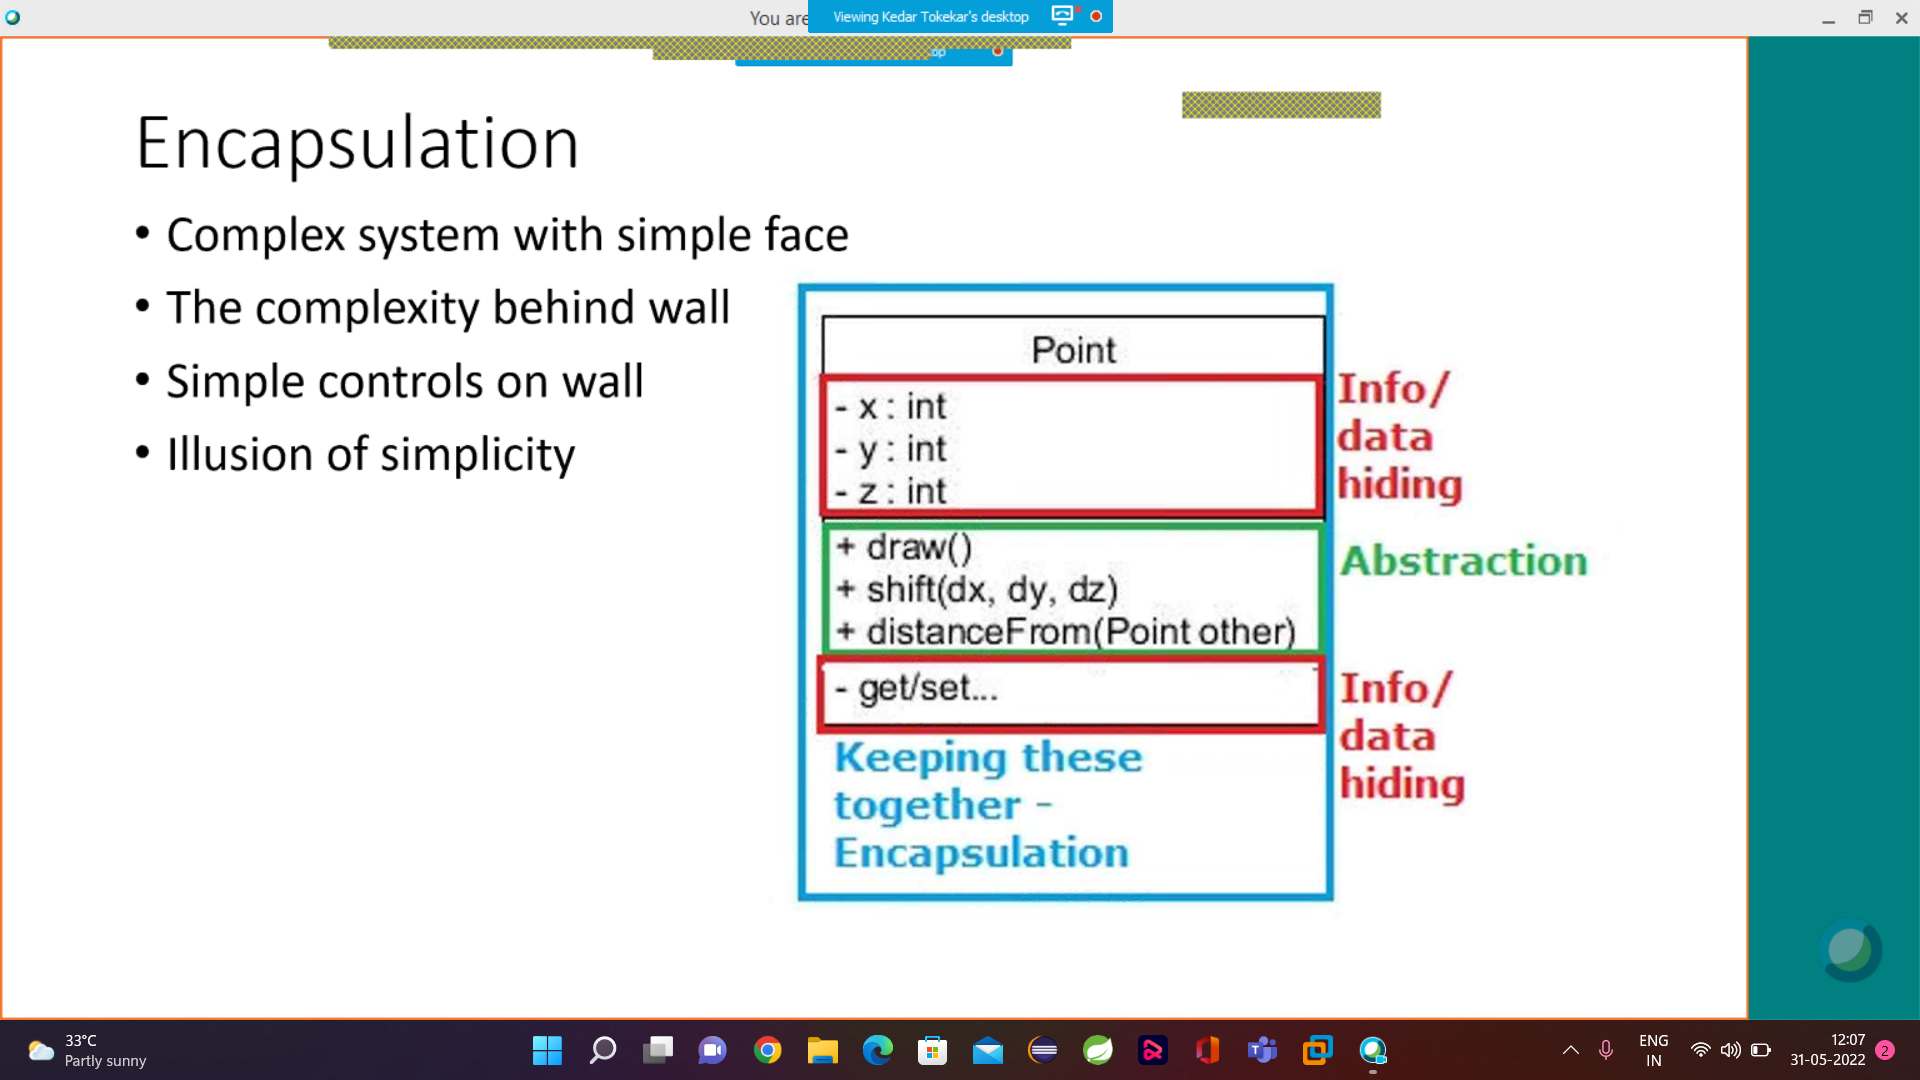 You are
Viewing Kedar Tokekar's desktop
op
Encapsulation
• Complex system with simple face
• The complexity behind wall
• Simple controls on wall
• Illusion of simplicity
Point
- x : int
- y : int
- z : int
Info/
data
hiding
+ draw()
+ shift(dx, dy, dz)
+ distanceFrom(Point other)
Abstraction
- get/set...
Info/
data
hiding
Keeping these
together -
Encapsulation
33°C
Partly sunny
ENG
IN
12:07
31-05-2022
2